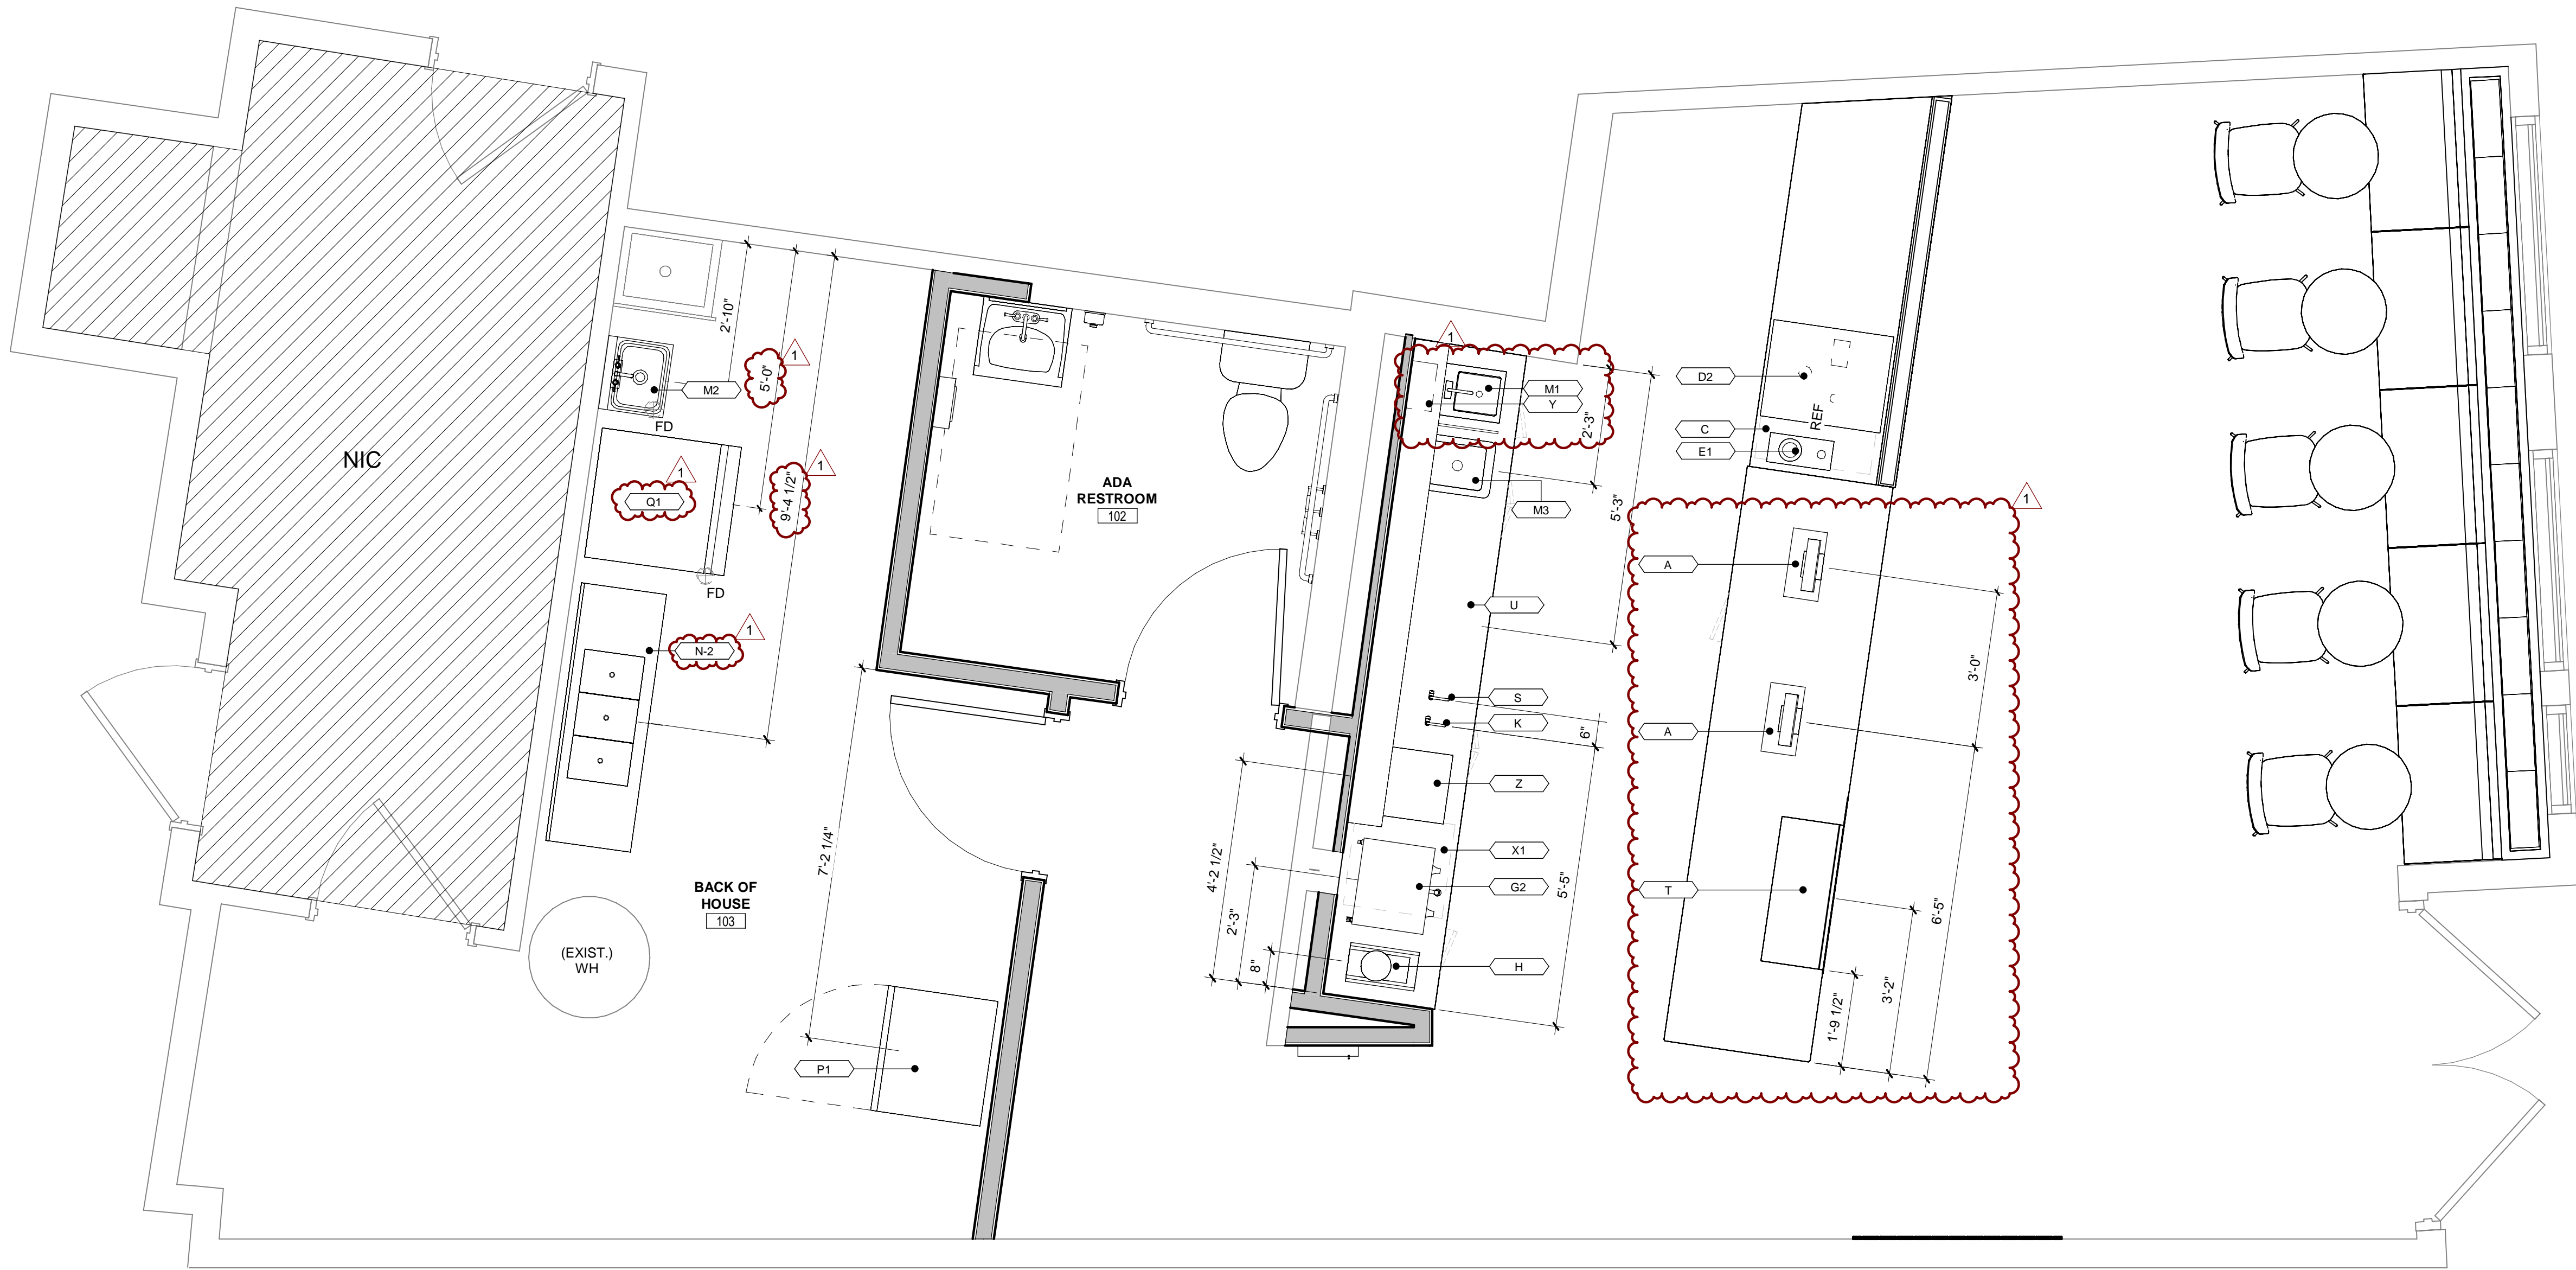 NIC
2'-10"
M2
5'-0"
1
FD
Q1
1
9'-4 1/2"
1
FD
N-2
1
ADA
RESTROOM
102
BACK OF
HOUSE
103
(EXIST.)
WH
7'-2 1/4"
P1
1
M1
Y
2'-3"
M3
5'-3"
U
S
K
6"
Z
X1
G2
H
5'-5"
4'-2 1/2"
2'-3"
8"
D2
REF
C
E1
1
A
A
T
3'-0"
6'-5"
3'-2"
1'-9 1/2"